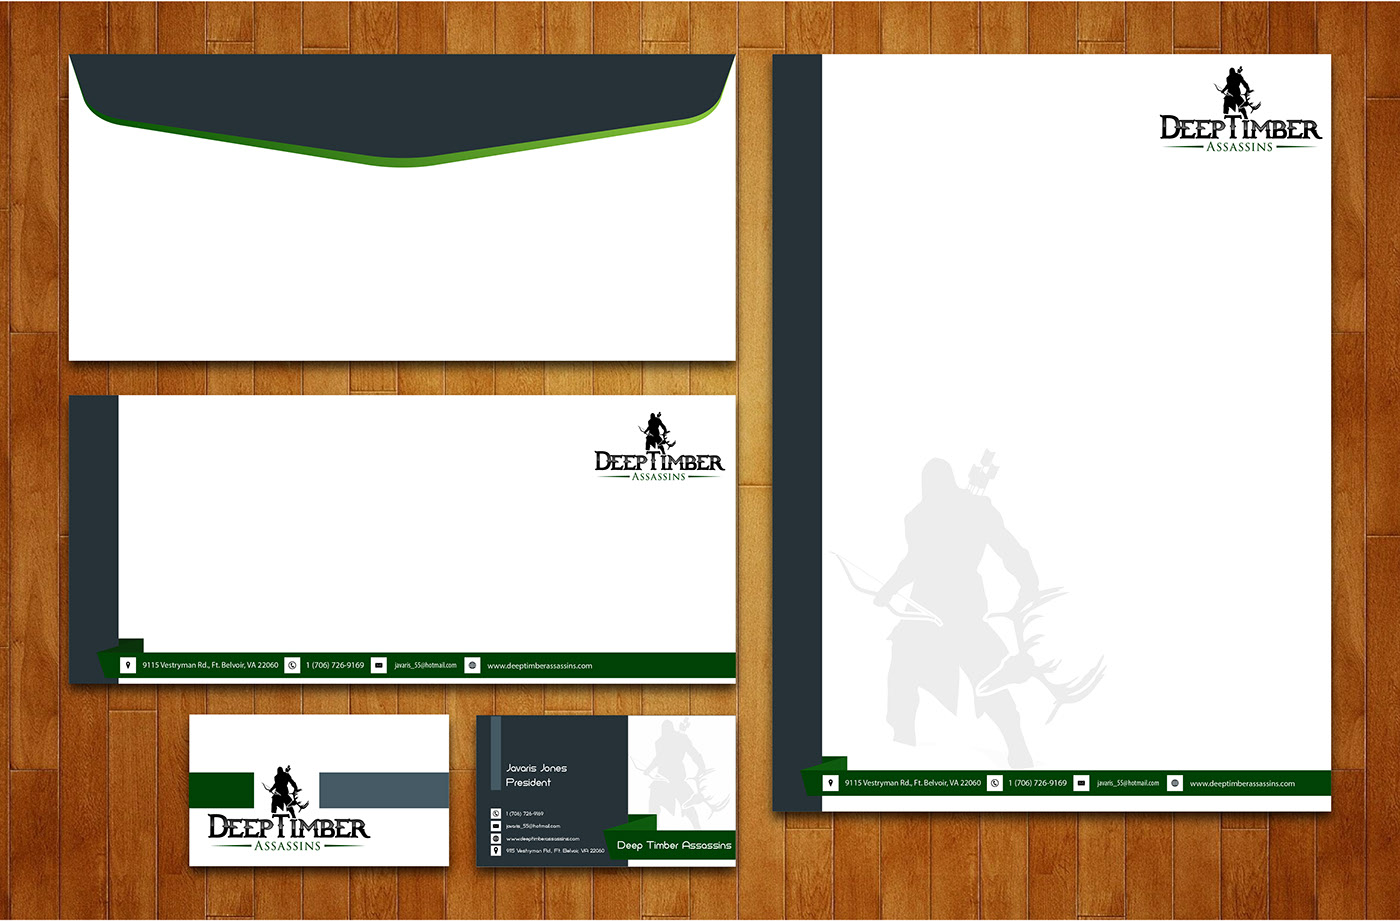 DEEPTIMBER
ASSASSINS
DEEPTIMBER
ASSASSINS
9115 Vestryman Rd., Ft. Belvoir, VA 22060 1 (706) 726-9169 javaris_55@hotmail.com www.deeptimberassassins.com
9115 Vestryman Rd., Ft. Belvoir, VA 22060 1 (706) 726-9169 javaris_55@hotmail.com www.deeptimberassassins.com
DEEPTIMBER
ASSASSINS
Javaris Jones
President
1 (706) 726-9169
javaris_55@hotmail.com
www.deeptimberassassins.com
9115 Vestryman Rd., Ft. Belvoir, VA 22060
Deep Timber Assassins